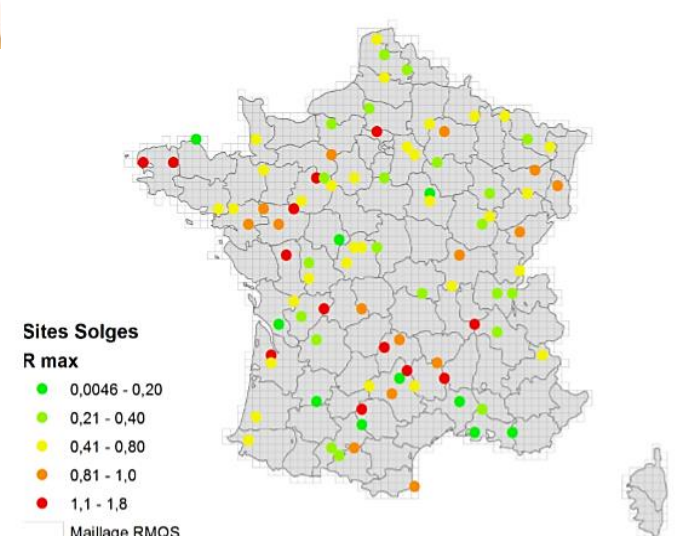 Sites Solges
R max
0,0046 - 0,20
0,21 - 0,40
0,41 - 0,80
0,81 - 1,0
1,1 - 1,8
Maillage RMQS